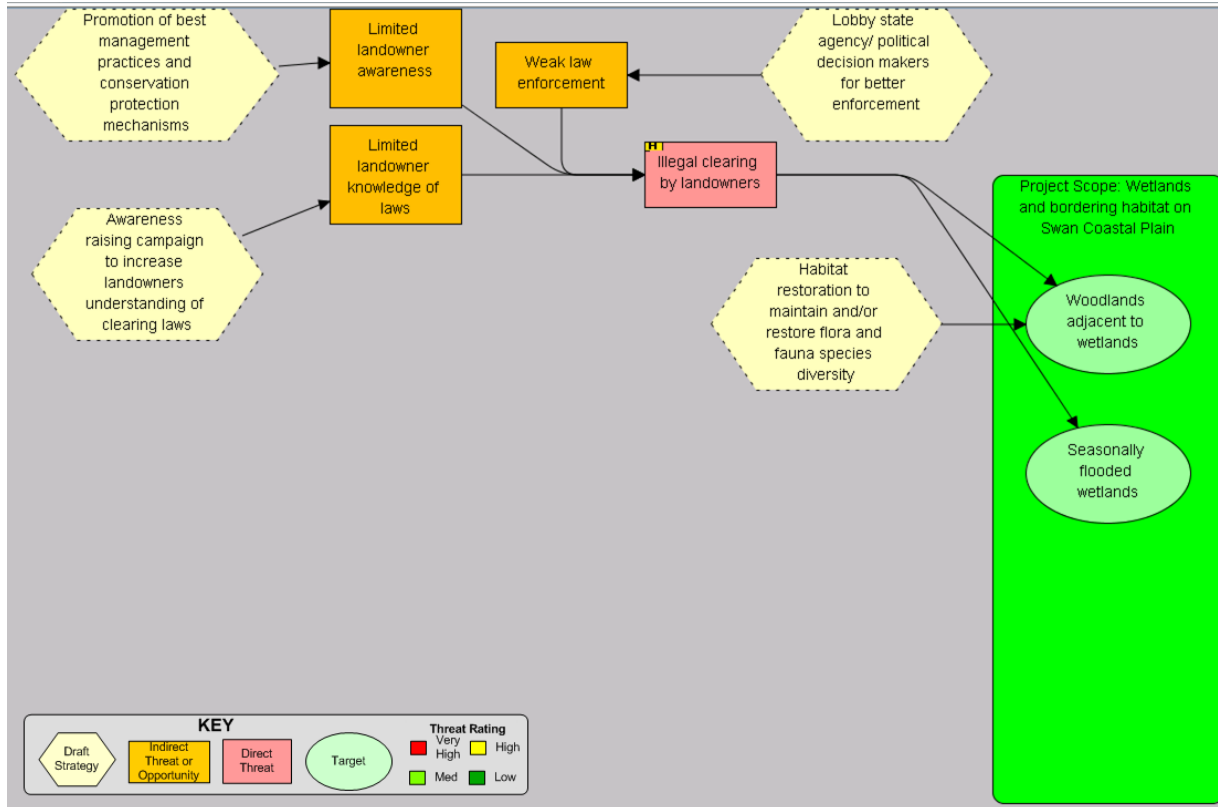 Promotion of best
management
practices and
conservation
protection
mechanisms
Limited
landowner
awareness
Weak law
enforcement
Lobby state
agency/ political
decision makers
for better
enforcement
Limited
landowner
knowledge of
laws
H
Illegal clearing
by landowners
Project Scope: Wetlands
and bordering habitat on
Swan Coastal Plain
Awareness
raising campaign
to increase
landowners
understanding of
clearing laws
Habitat
restoration to
maintain and/or
restore flora and
fauna species
diversity
Woodlands
adjacent to
wetlands
Seasonally
flooded
wetlands
KEY
Draft
Strategy
Indirect
Threat or
Opportunity
Direct
Threat
Target
Threat Rating
Very
High
High
Med
Low